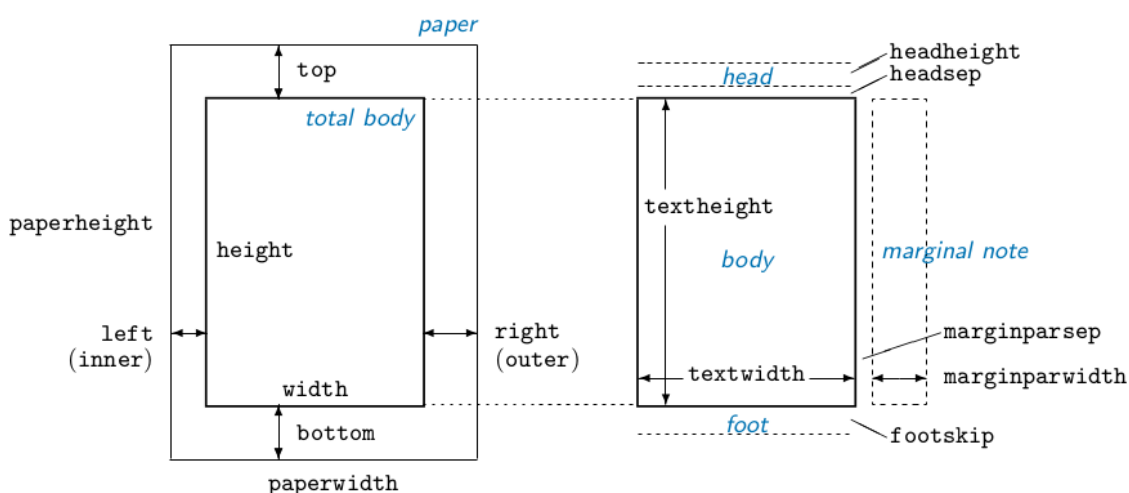 paper
top
total body
paperheight
height
left
(inner)
right
(outer)
width
bottom
paperwidth
headheight
head
headsep
textheight
body
marginal note
marginparsep
textwidth
marginparwidth
foot
footskip